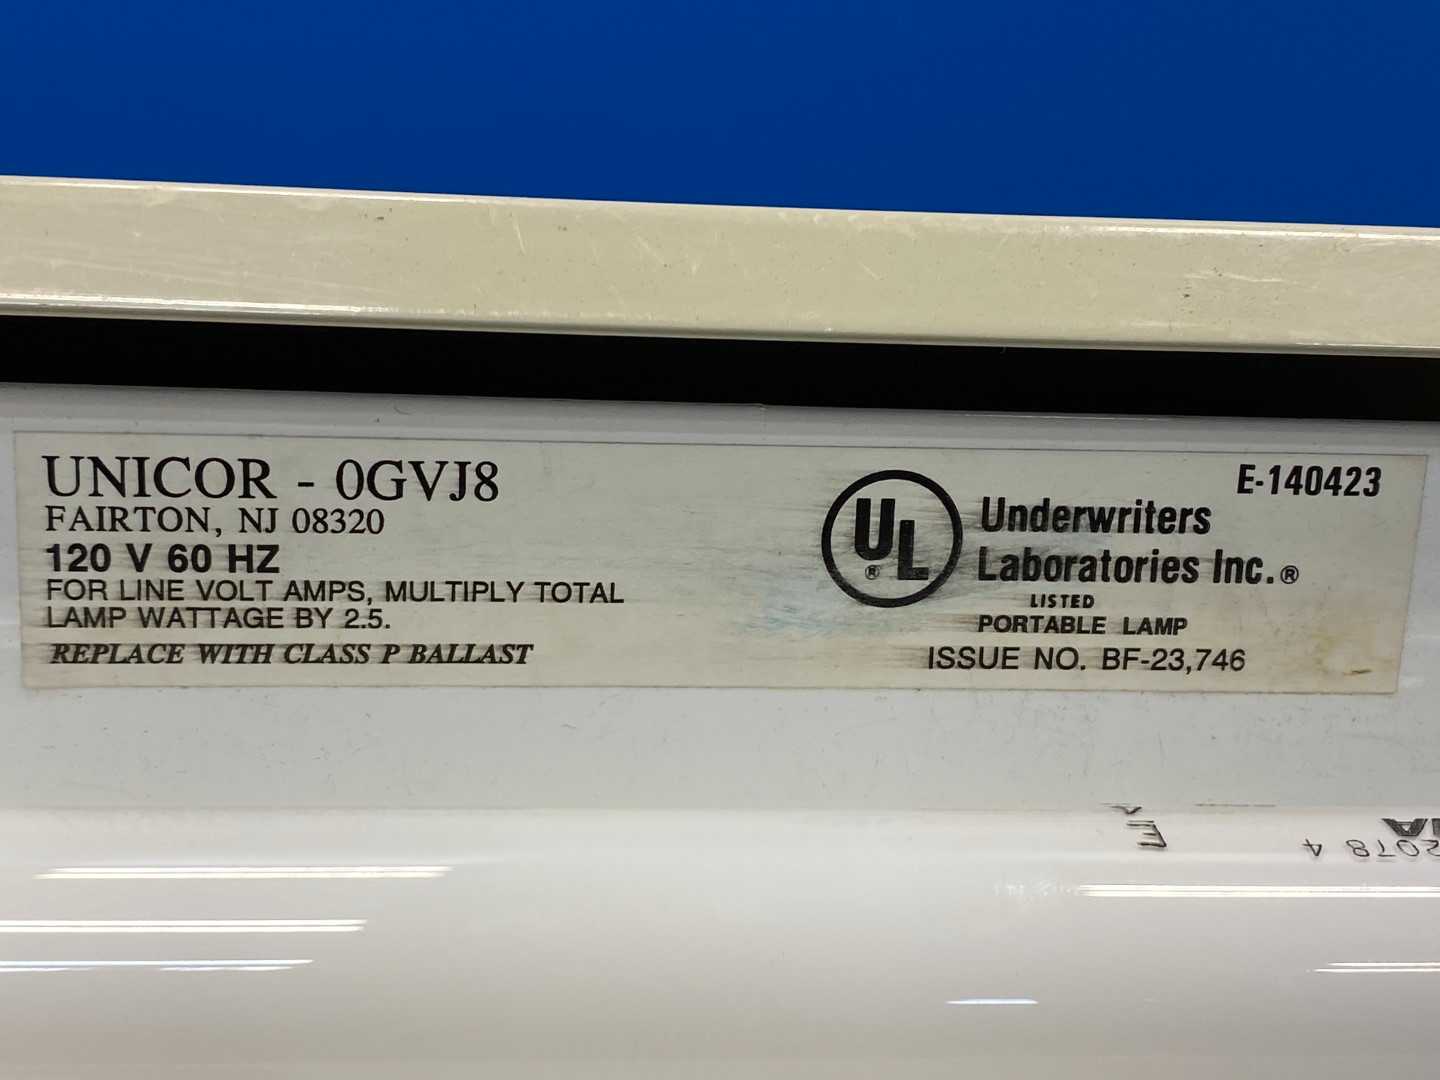 UNICOR - 0GVJ8
FAIRTON, NJ 08320
120 V 60 HZ
FOR LINE VOLT AMPS, MULTIPLY TOTAL
LAMP WATTAGE BY 2.5.
REPLACE WITH CLASS P BALLAST
E-140423
UL®
Underwriters
Laboratories Inc.®
LISTED
PORTABLE LAMP
ISSUE NO. BF-23,746